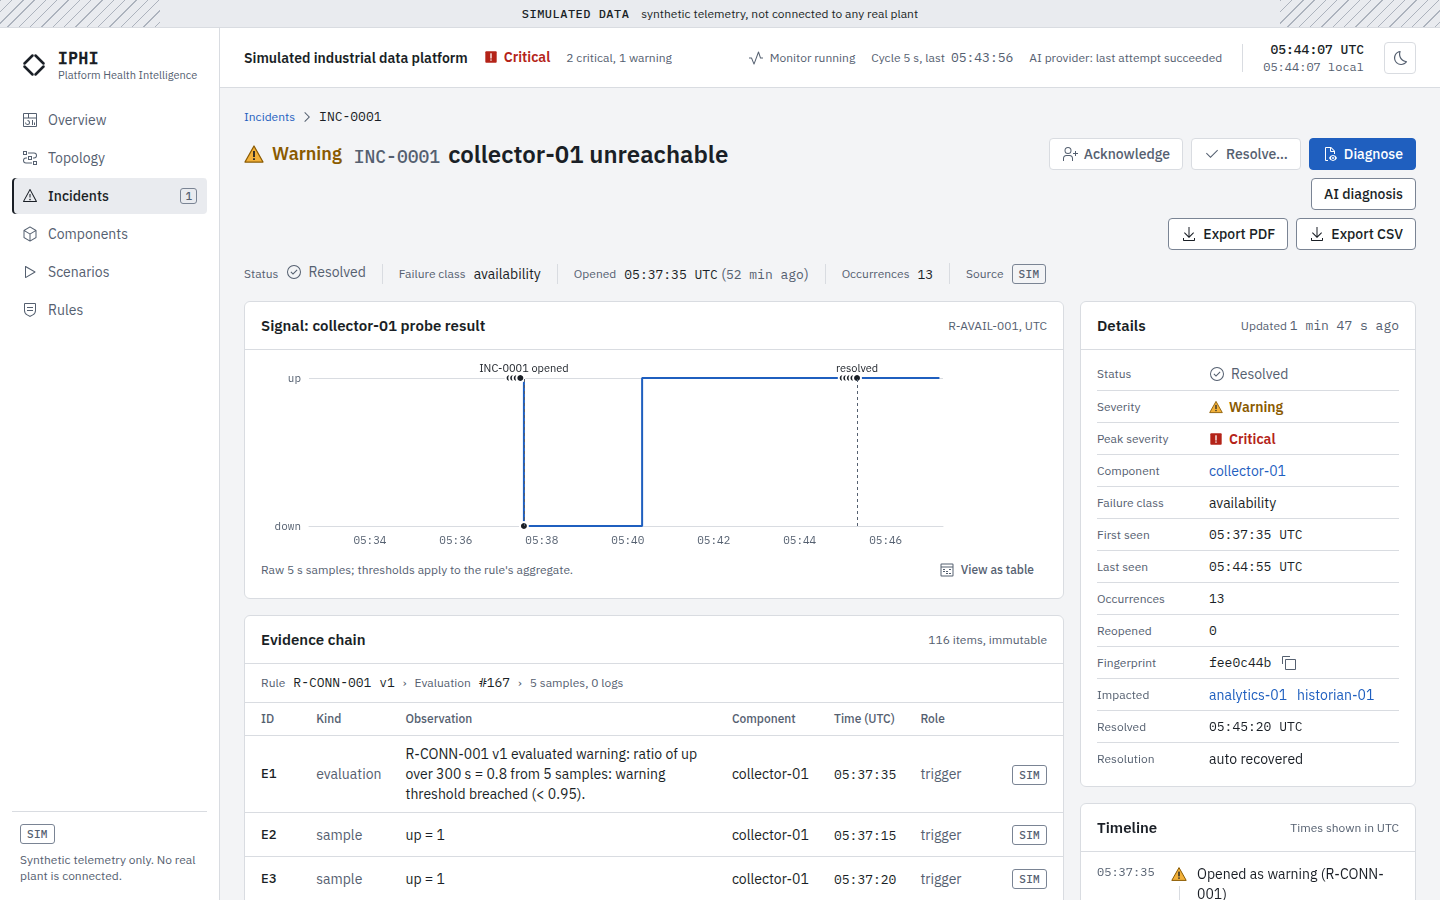 SIMULATED DATA synthetic telemetry, not connected to any real plant
IPHI
Platform Health Intelligence
Simulated industrial data platform Critical 2 critical, 1 warning Monitor running Cycle 5 s, last 05:43:56 AI provider: last attempt succeeded 05:44:07 UTC
05:44:07 local
Overview
Topology
Incidents 1
Components
Scenarios
Rules
SIM
Synthetic telemetry only. No real
plant is connected.
Incidents INC-0001
Warning INC-0001 collector-01 unreachable
Acknowledge Resolve... Diagnose
AI diagnosis
Export PDF Export CSV
Status Resolved Failure class availability Opened 05:37:35 UTC (52 min ago) Occurrences 13 Source SIM
Signal: collector-01 probe result R-AVAIL-001, UTC
INC-0001 opened resolved
up
down
05:34 05:36 05:38 05:40 05:42 05:44 05:46
Raw 5 s samples; thresholds apply to the rule's aggregate. View as table
Evidence chain 116 items, immutable
Rule R-CONN-001 v1 › Evaluation #167 › 5 samples, 0 logs
ID Kind Observation Component Time (UTC) Role
E1 evaluation R-CONN-001 v1 evaluated warning: ratio of up
over 300 s = 0.8 from 5 samples: warning
threshold breached (< 0.95). collector-01 05:37:35 trigger SIM
E2 sample up = 1 collector-01 05:37:15 trigger SIM
E3 sample up = 1 collector-01 05:37:20 trigger SIM
Details Updated 1 min 47 s ago
Status Resolved
Severity Warning
Peak severity Critical
Component collector-01
Failure class availability
First seen 05:37:35 UTC
Last seen 05:44:55 UTC
Occurrences 13
Reopened 0
Fingerprint fee0c44b
Impacted analytics-01 historian-01
Resolved 05:45:20 UTC
Resolution auto recovered
Timeline Times shown in UTC
05:37:35 Opened as warning (R-CONN-
001)